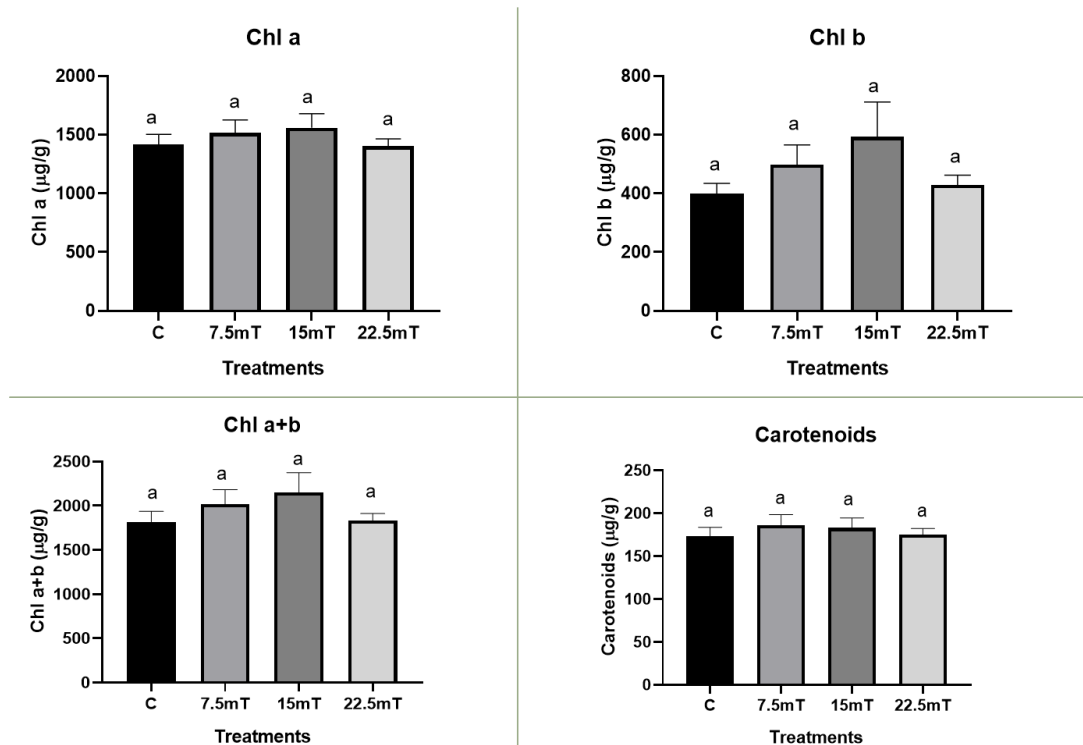 Chl a
Chl a (µg/g)
2000
1500
1000
500
0
a a a a
C 7.5mT 15mT 22.5mT
Treatments
Chl b
Chl b (µg/g)
800
600
400
200
0
a a a a
C 7.5mT 15mT 22.5mT
Treatments
Chl a+b
Chl a+b (µg/g)
2500
2000
1500
1000
500
0
a a a a
C 7.5mT 15mT 22.5mT
Treatments
Carotenoids
Carotenoids (µg/g)
250
200
150
100
50
0
a a a a
C 7.5mT 15mT 22.5mT
Treatments